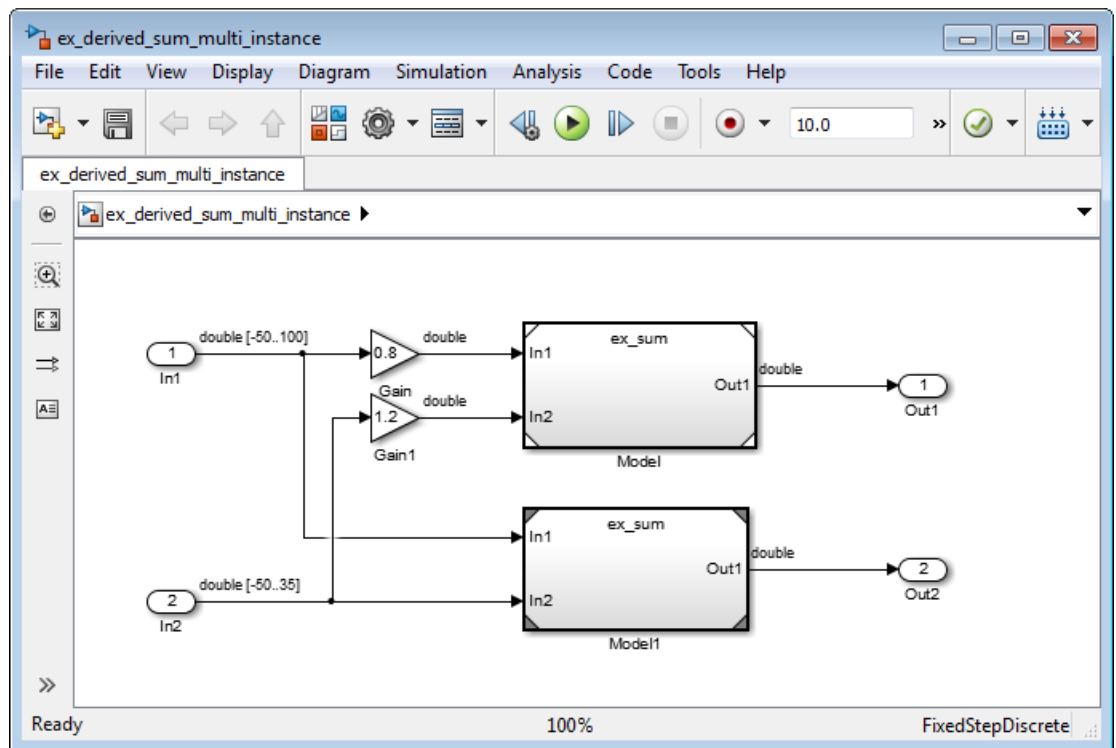 ex_derived_sum_multi_instance
File Edit View Display Diagram Simulation Analysis Code Tools Help
10.0 »
ex_derived_sum_multi_instance
ex_derived_sum_multi_instance
double [-50..100]
1
In1
0.8
Gain
double
1.2
Gain1
double
ex_sum
In1
In2
Out1
Model
double
1
Out1
double [-50..35]
2
In2
ex_sum
In1
In2
Out1
Model1
double
2
Out2
A
»
Ready 100% FixedStepDiscrete